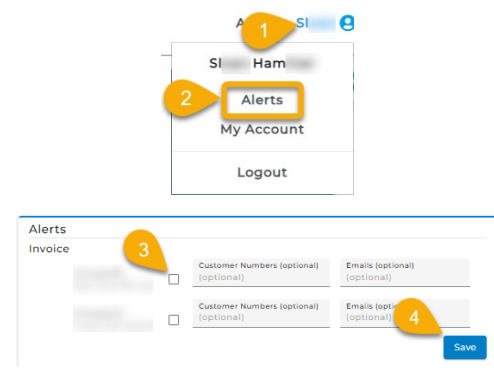 1
2
Alerts
My Account
Logout
Alerts
Invoice
3
Customer Numbers (optional) Emails (optional)
(optional) (optional)
Customer Numbers (optional)
(optional) (optional)
4
Save